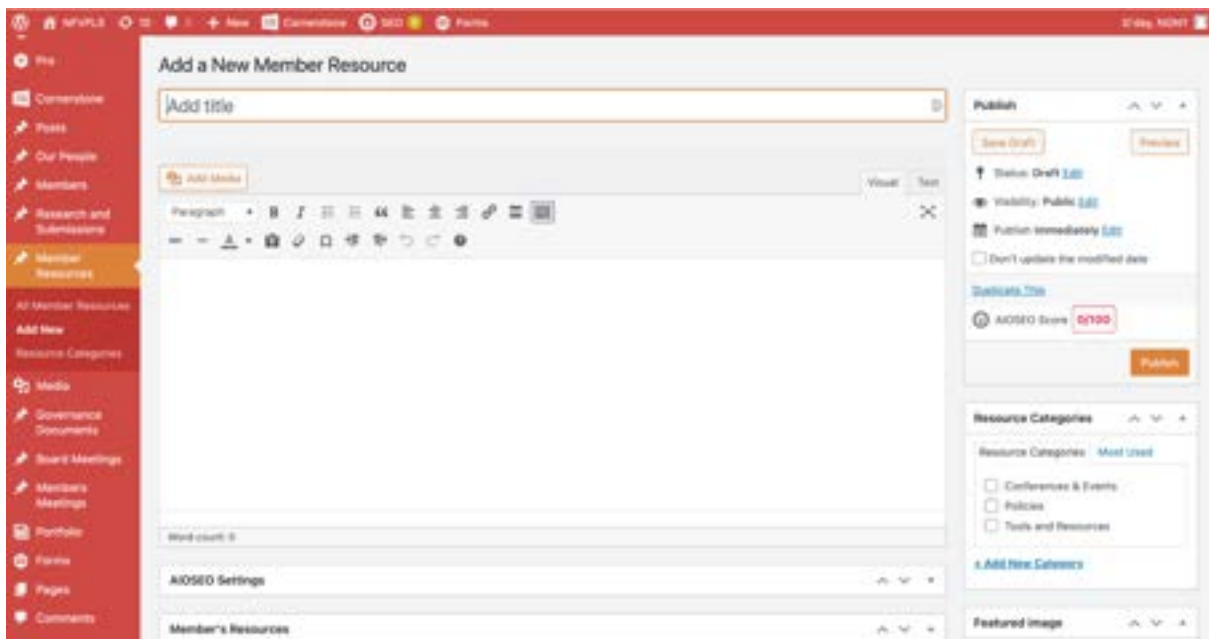 NFVPLS
+ New
Cornerstone
SEO
Forms
Pro
Cornerstone
Posts
Our People
Members
Research and
Submissions
Member
Resources
All Member Resources
Add New
Resource Categories
Media
Governance
Documents
Board Meetings
Members
Meetings
Portfolio
Forms
Pages
Comments
Add a New Member Resource
Add title
Add Media
Visual Text
Paragraph
Word count: 0
AIOSEO Settings
Member's Resources
Publish
Save Draft Preview
Status: Draft Edit
Visibility: Public Edit
Publish immediately Edit
Don't update the modified date
Duplicate This
AIOSEO Score 0/100
Publish
Resource Categories
Resource Categories Most Used
Conferences & Events
Policies
Tools and Resources
+ Add New Category
Featured image